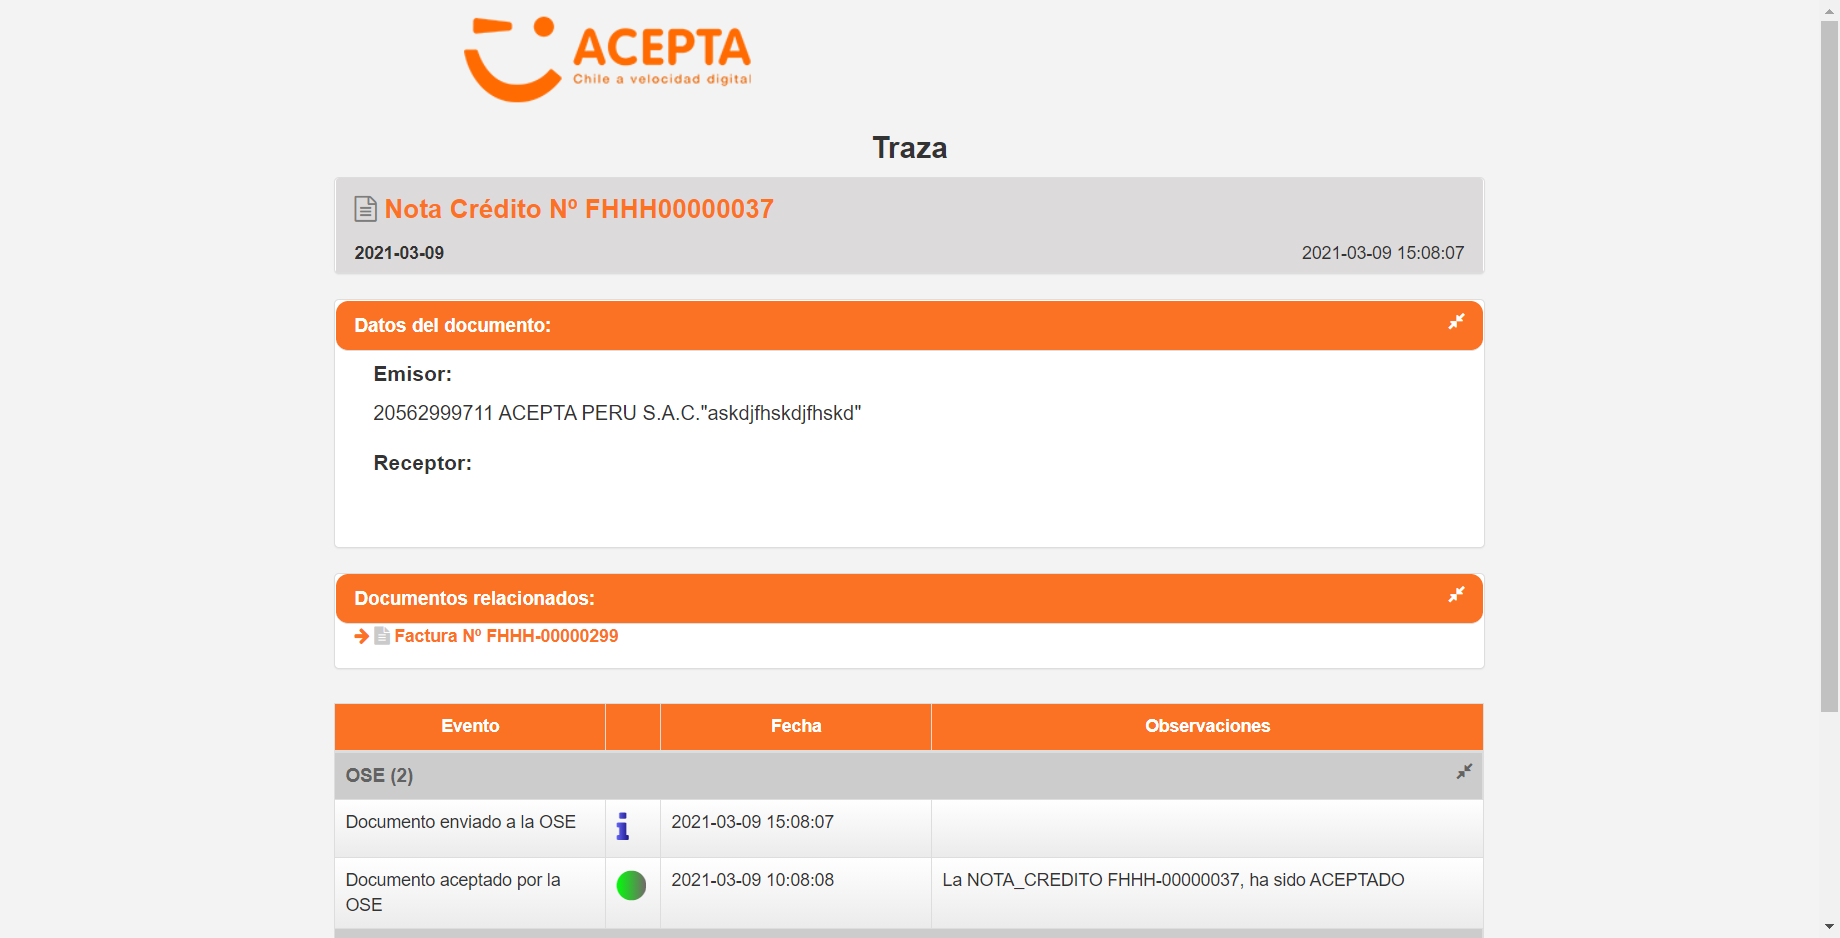 ACEPTA
Chile a velocidad digital
Traza
Nota Crédito Nº FHHH00000037
2021-03-09
2021-03-09 15:08:07
Datos del documento:
Emisor:
20562999711 ACEPTA PERU S.A.C."askdjfhskdjfhskd"
Receptor:
Documentos relacionados:
Factura Nº FHHH-00000299
Evento Fecha Observaciones
OSE (2)
Documento enviado a la OSE 2021-03-09 15:08:07
Documento aceptado por la 2021-03-09 10:08:08 La NOTA_CREDITO FHHH-00000037, ha sido ACEPTADO
OSE